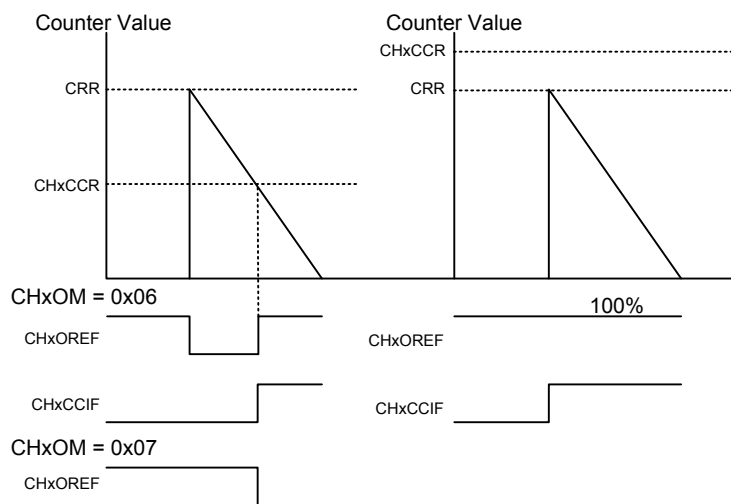 Counter Value
CRR
CHxCCR
CHxOM = 0x06
CHxOREF
CHxCCIF
CHxOM = 0x07
CHxOREF
Counter Value
CHxCCR
CRR
100%
CHxOREF
CHxCCIF